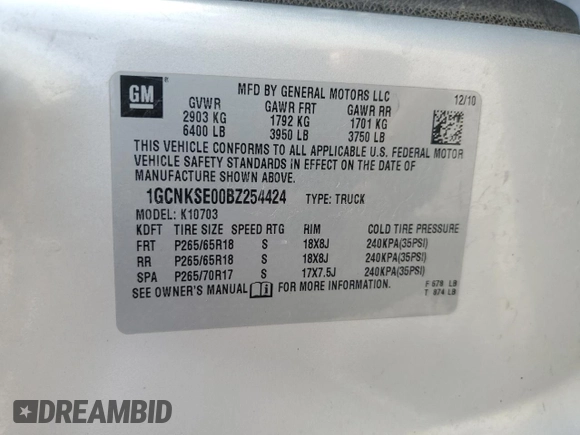 GM
MFD BY GENERAL MOTORS LLC
12/10
GVWR GAWR FRT GAWR RR
2903 KG 1792 KG 1701 KG
6400 LB 3950 LB 3750 LB
THIS VEHICLE CONFORMS TO ALL APPLICABLE U.S. FEDERAL MOTOR
VEHICLE SAFETY STANDARDS IN EFFECT ON THE DATE OF
MANUFACTURE SHOWN ABOVE.
1GCNKSE00BZ254424 TYPE: TRUCK
MODEL: K10703
KDFT TIRE SIZE SPEED RTG RIM COLD TIRE PRESSURE
FRT P265/65R18 S 18X8J 240KPA(35PSI)
RR P265/65R18 S 18X8J 240KPA(35PSI)
SPA P265/70R17 S 17X7.5J 240KPA(35PSI)
SEE OWNER'S MANUAL FOR MORE INFORMATION.
F 678 LB
T 874 LB
DREAMBID